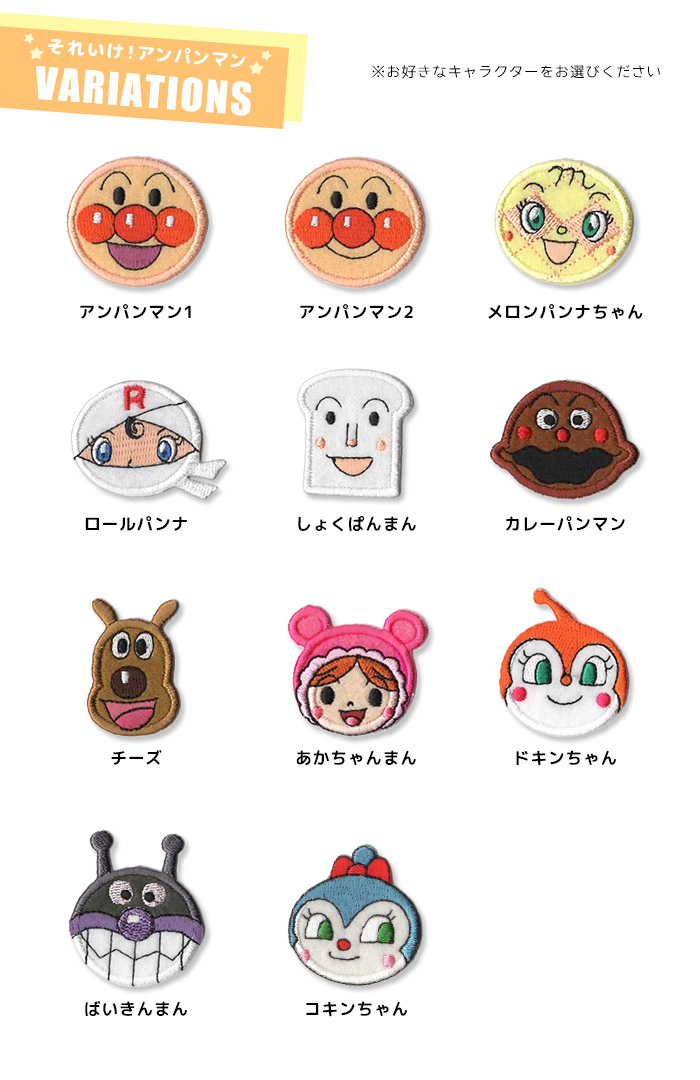 それいけ!アンパンマン
VARIATIONS
※お好きなキャラクターをお選びください
アンパンマン1
アンパンマン2
メロンパンナちゃん
R
ロールパンナ
しょくぱんまん
カレーパンマン
チーズ
あかちゃんまん
ドキンちゃん
ばいきんまん
コキンちゃん